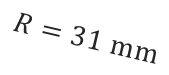 R = 31 mm